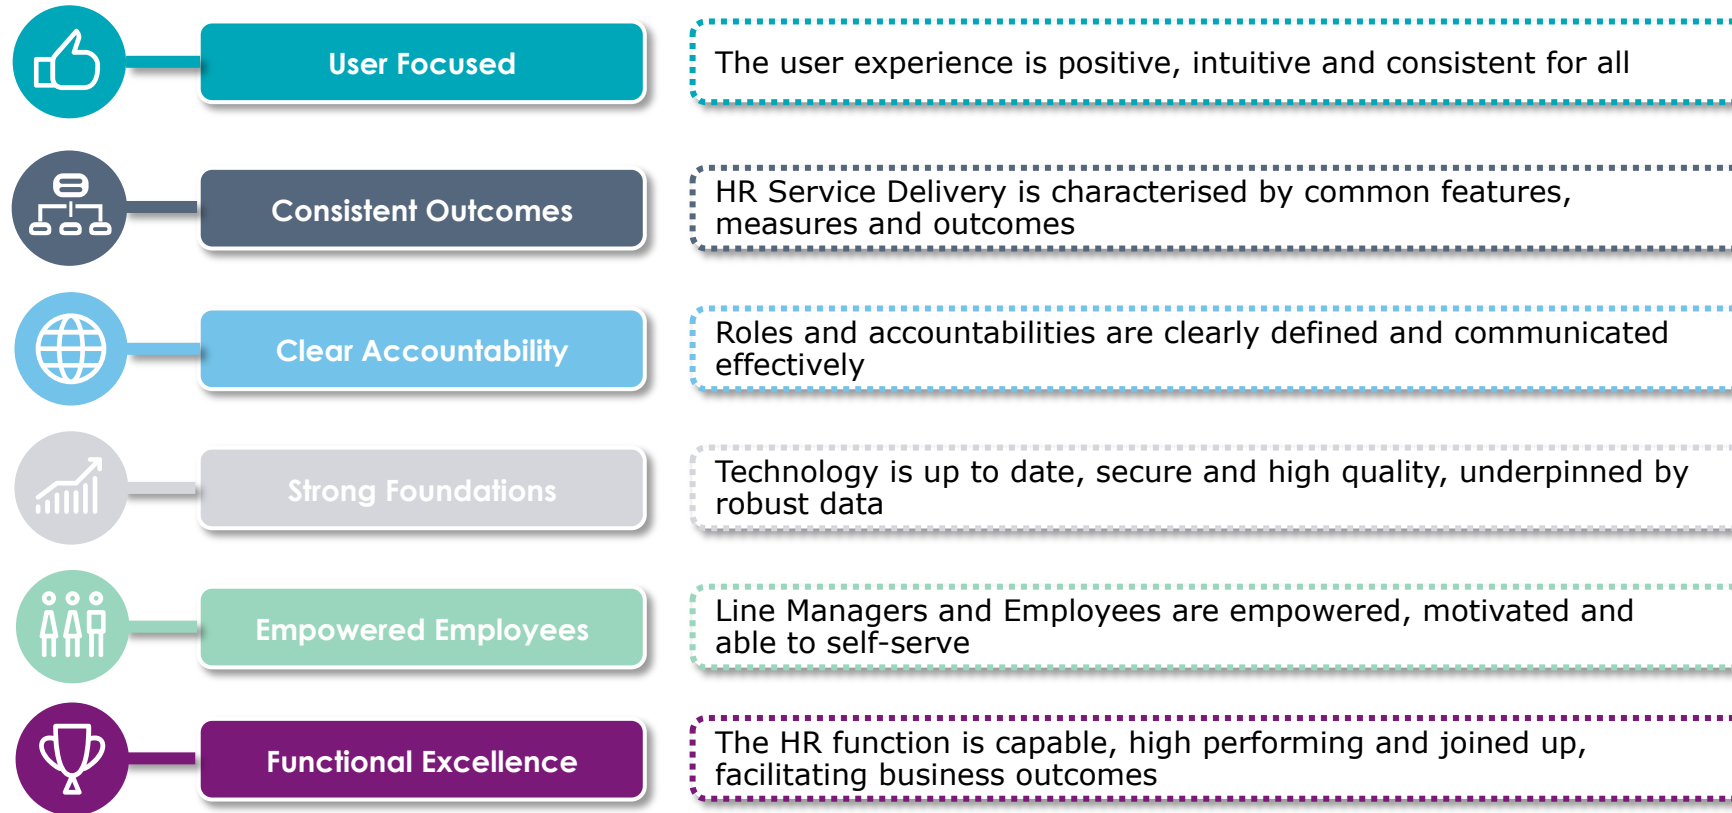 User Focused
The user experience is positive, intuitive and consistent for all
Consistent Outcomes
HR Service Delivery is characterised by common features,
measures and outcomes
Clear Accountability
Roles and accountabilities are clearly defined and communicated
effectively
Strong Foundations
Technology is up to date, secure and high quality, underpinned by
robust data
Empowered Employees
Line Managers and Employees are empowered, motivated and
able to self-serve
Functional Excellence
The HR function is capable, high performing and joined up,
facilitating business outcomes